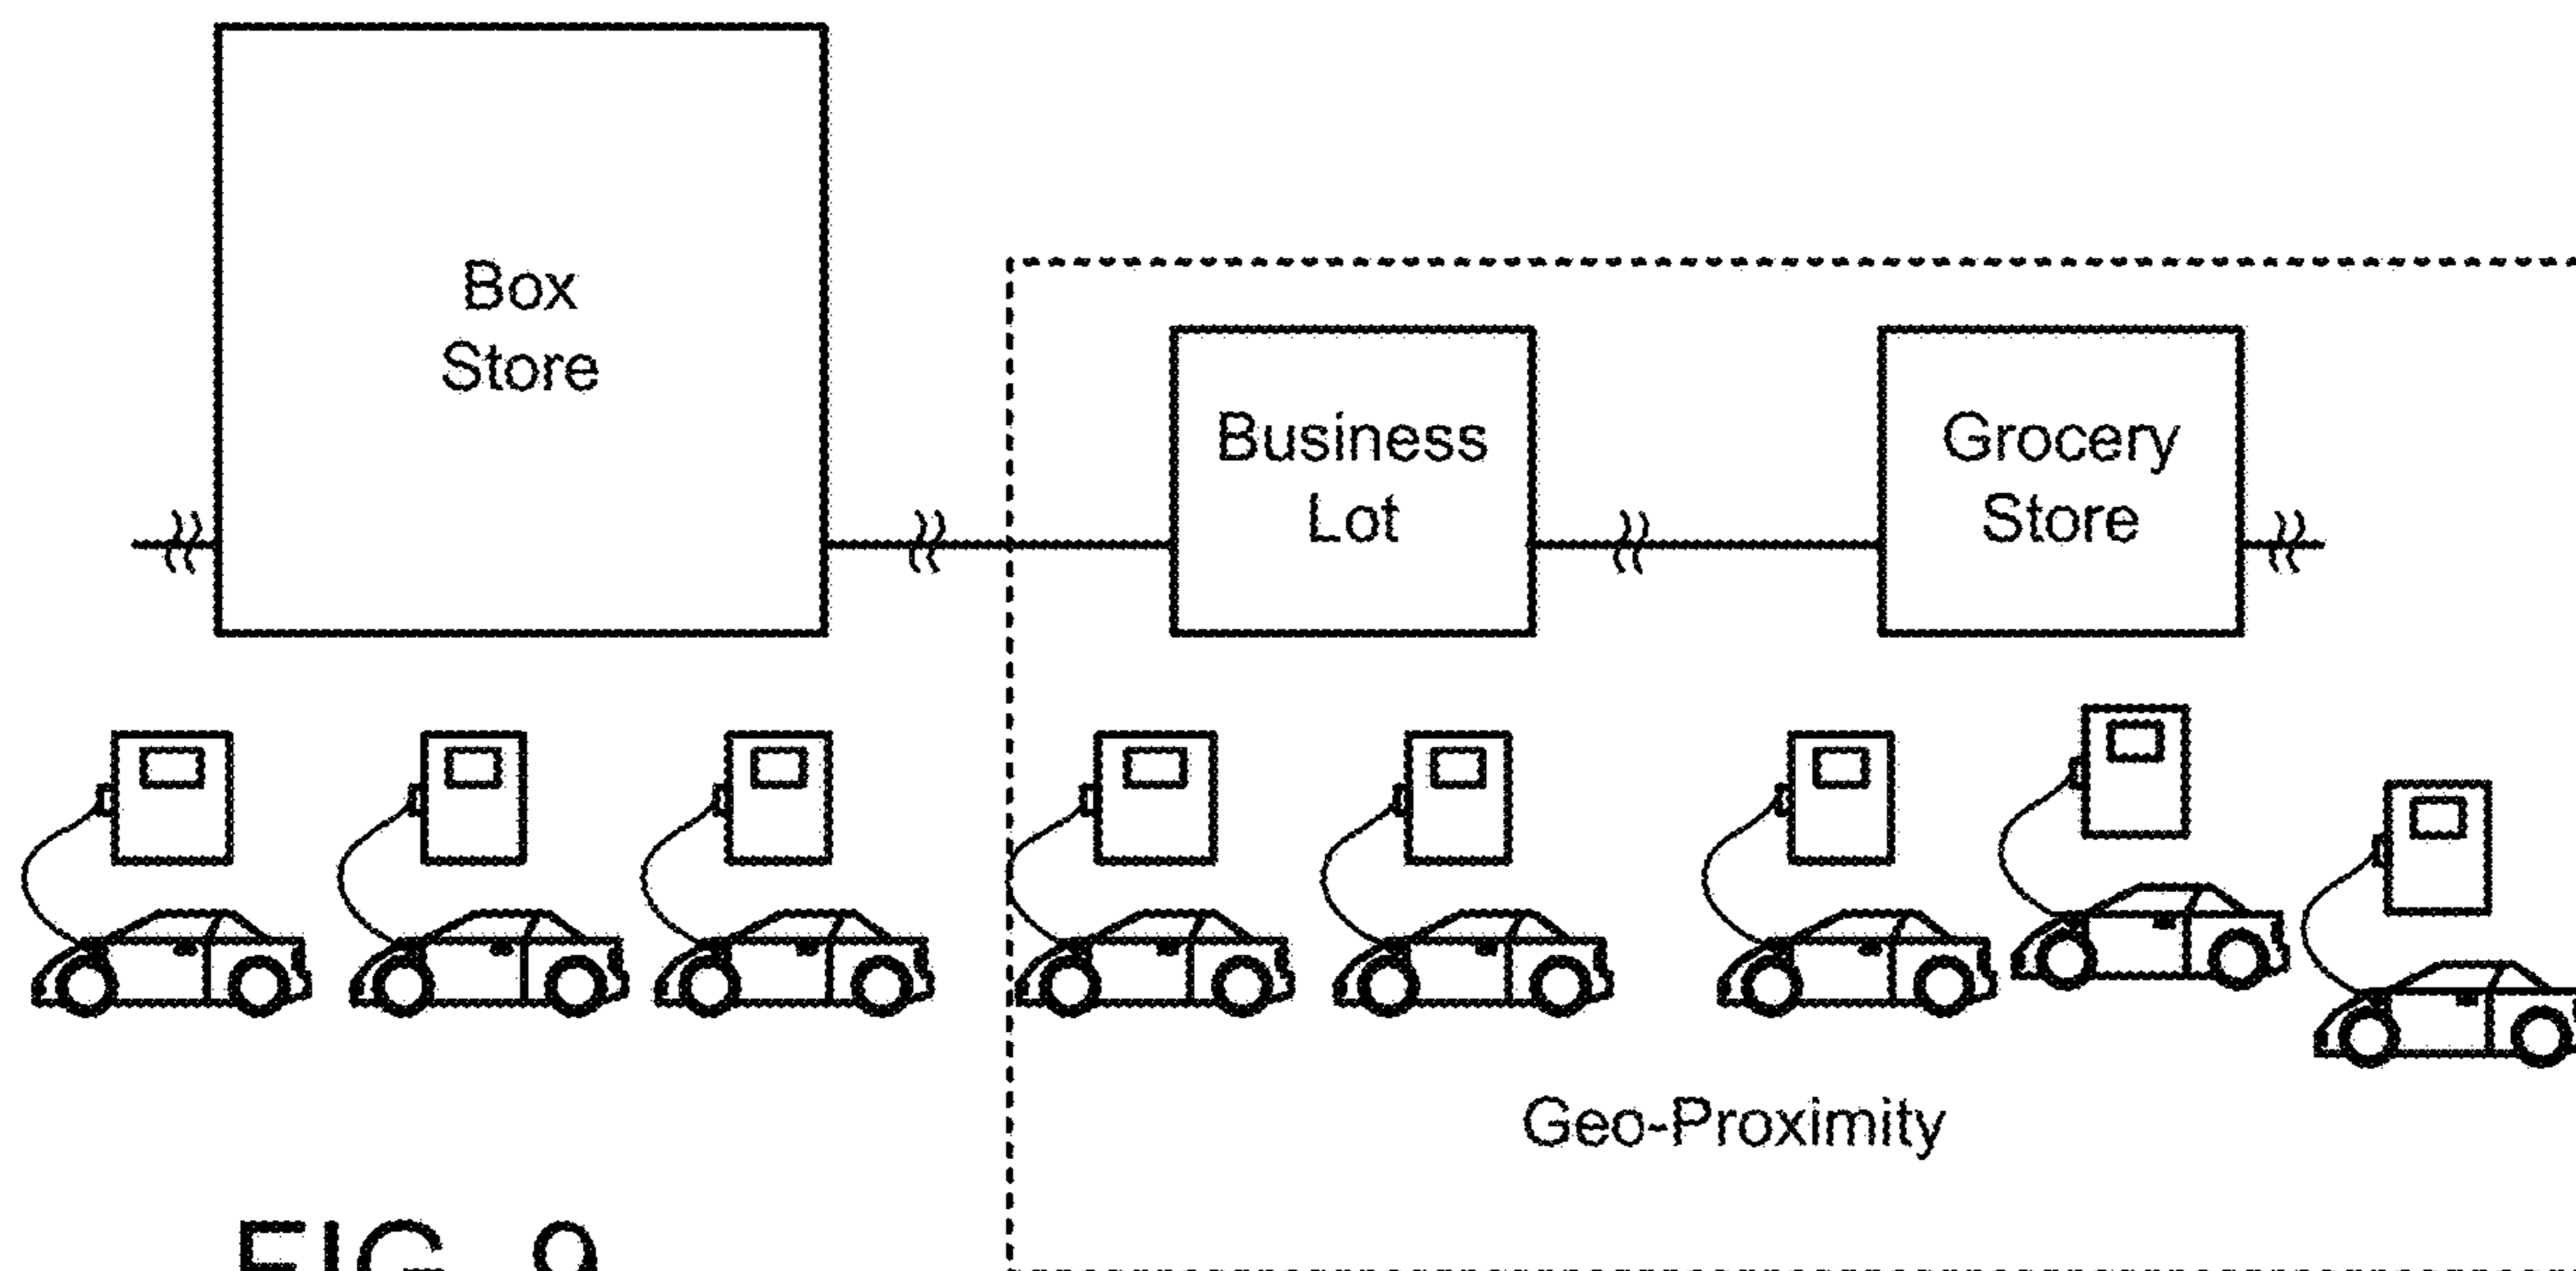 Box
Store
Business
Lot
Grocery
Store
Geo-Proximity
FIG. 9